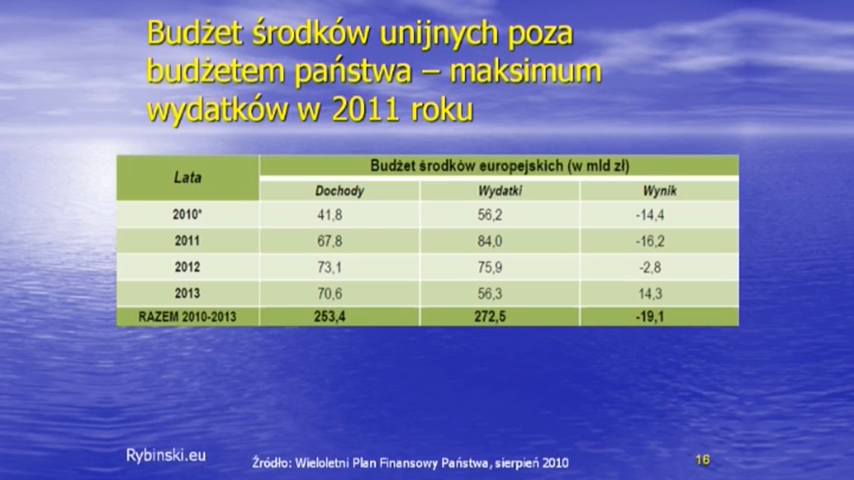 Budżet środków unijnych poza
budżetem państwa – maksimum
wydatków w 2011 roku
Lata Budżet środków europejskich (w mld zł)
Dochody Wydatki Wynik
2010* 41,8 56,2 -14,4
2011 67,8 84,0 -16,2
2012 73,1 75,9 -2,8
2013 70,6 56,3 14,3
RAZEM 2010-2013 253,4 272,5 -19,1
Rybinski.eu Źródło: Wieloletni Plan Finansowy Państwa, sierpień 2010 16